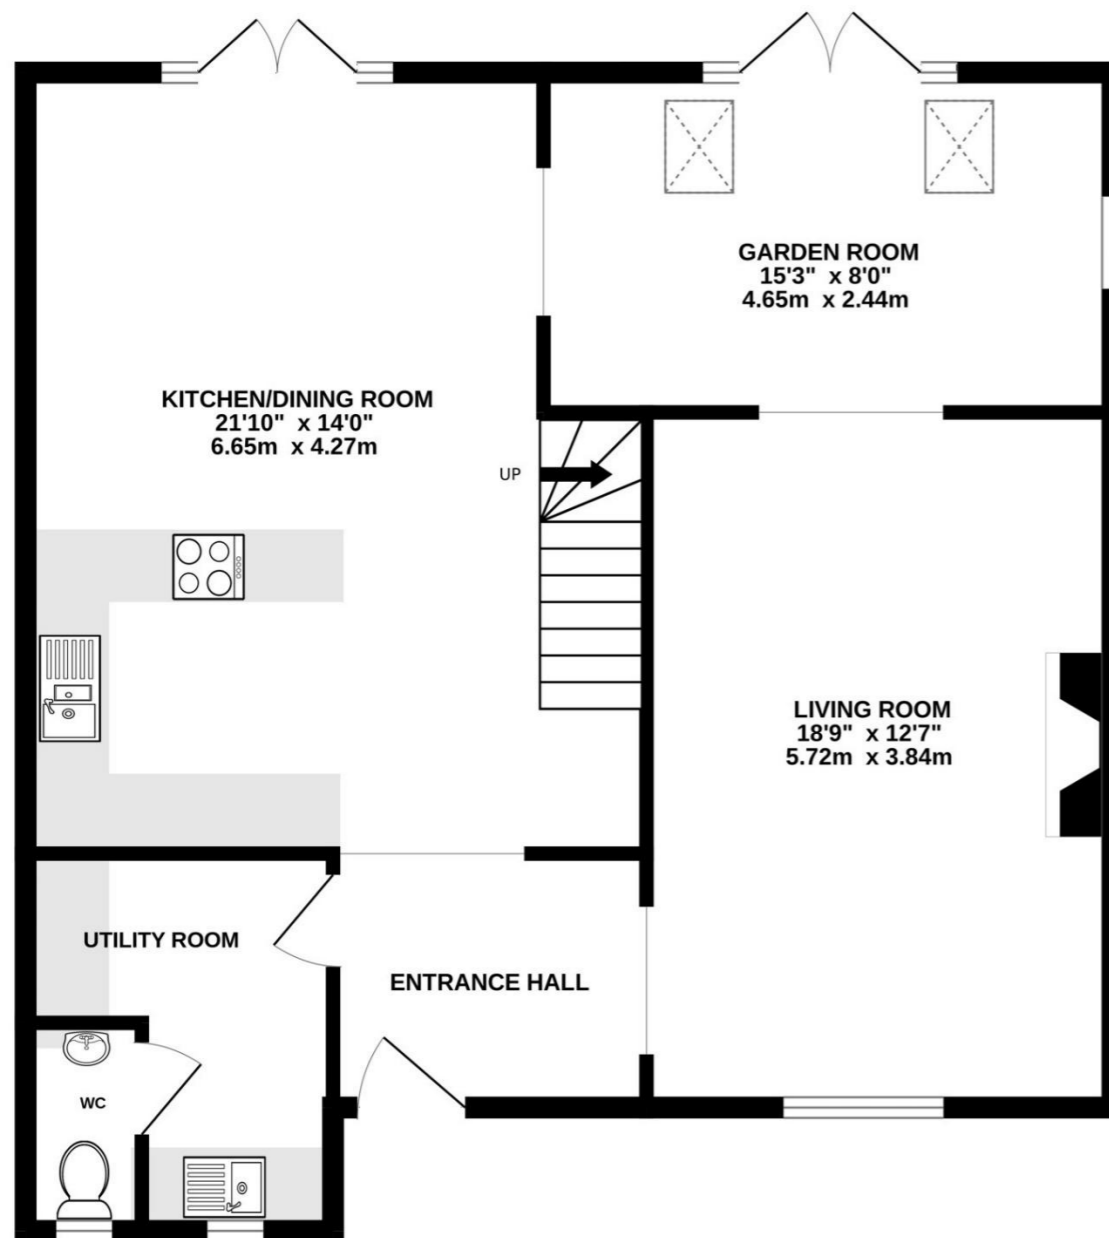 GARDEN ROOM
15'3" x 8'0"
4.65m x 2.44m
KITCHEN/DINING ROOM
21'10" x 14'0"
6.65m x 4.27m
UP
LIVING ROOM
18'9" x 12'7"
5.72m x 3.84m
UTILITY ROOM
ENTRANCE HALL
WC